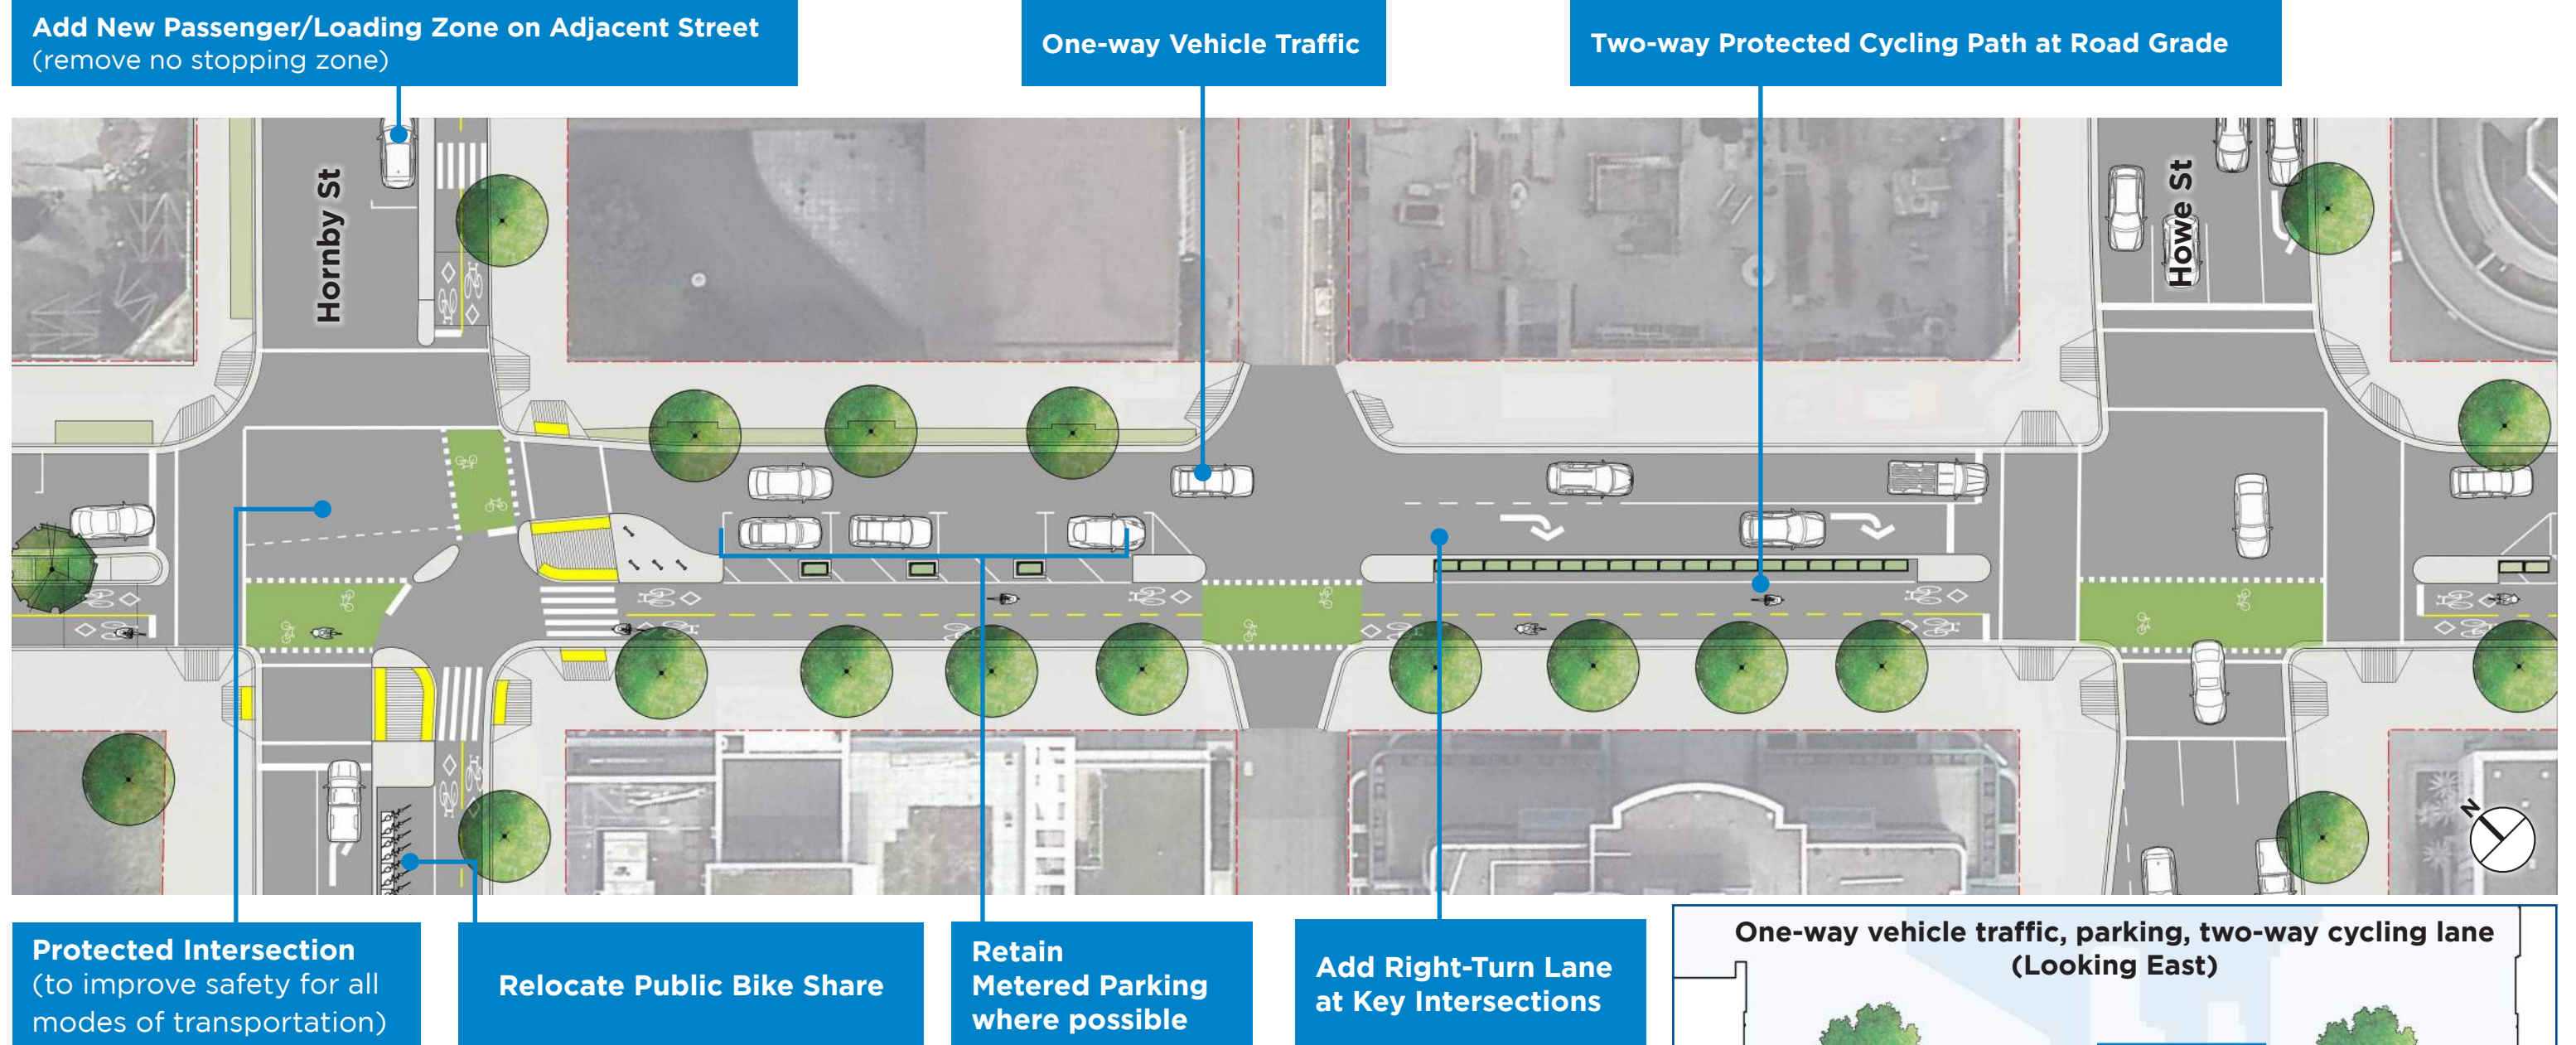 Add New Passenger/Loading Zone on Adjacent Street
(remove no stopping zone)
One-way Vehicle Traffic
Two-way Protected Cycling Path at Road Grade
Hornby St
Howe St
N
Protected Intersection
(to improve safety for all
modes of transportation)
Relocate Public Bike Share
Retain
Metered Parking
where possible
Add Right-Turn Lane
at Key Intersections
One-way vehicle traffic, parking, two-way cycling lane
(Looking East)